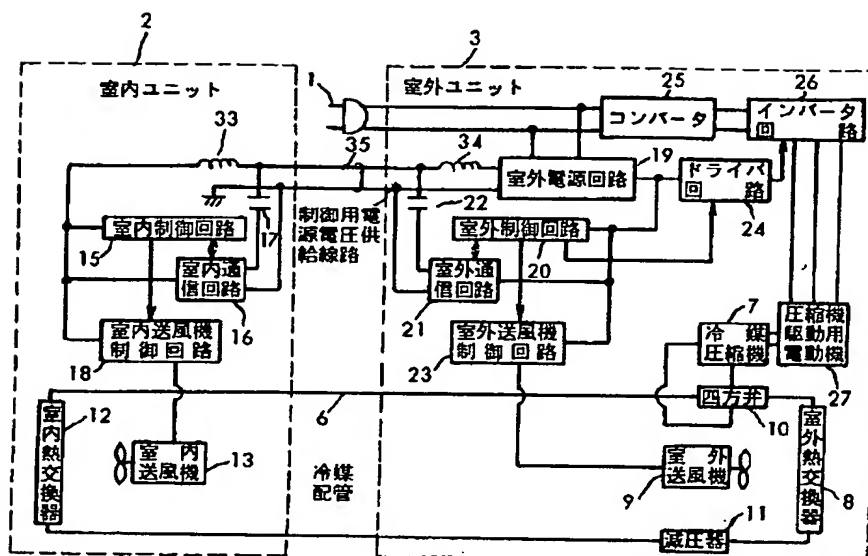 2
3
室内ユニット
室外ユニット
1
25
コンバータ
26
インバータ
回路
33
35
34
19
室外電源回路
ドライバ
回路
24
制御用電
源電圧供
給線路
17
22
室内制御回路
15
室外制御回路
20
室内通
信回路
16
室外通
信回路
21
室内送風機
制御回路
18
室外送風機
制御回路
23
7
冷媒
圧縮機
圧縮機
駆動用
電動機
27
6
四方弁
10
12
室内熱交換器
室内
送風機
13
冷媒
配管
室外
送風機
9
室外熱交換器
8
11
減圧器